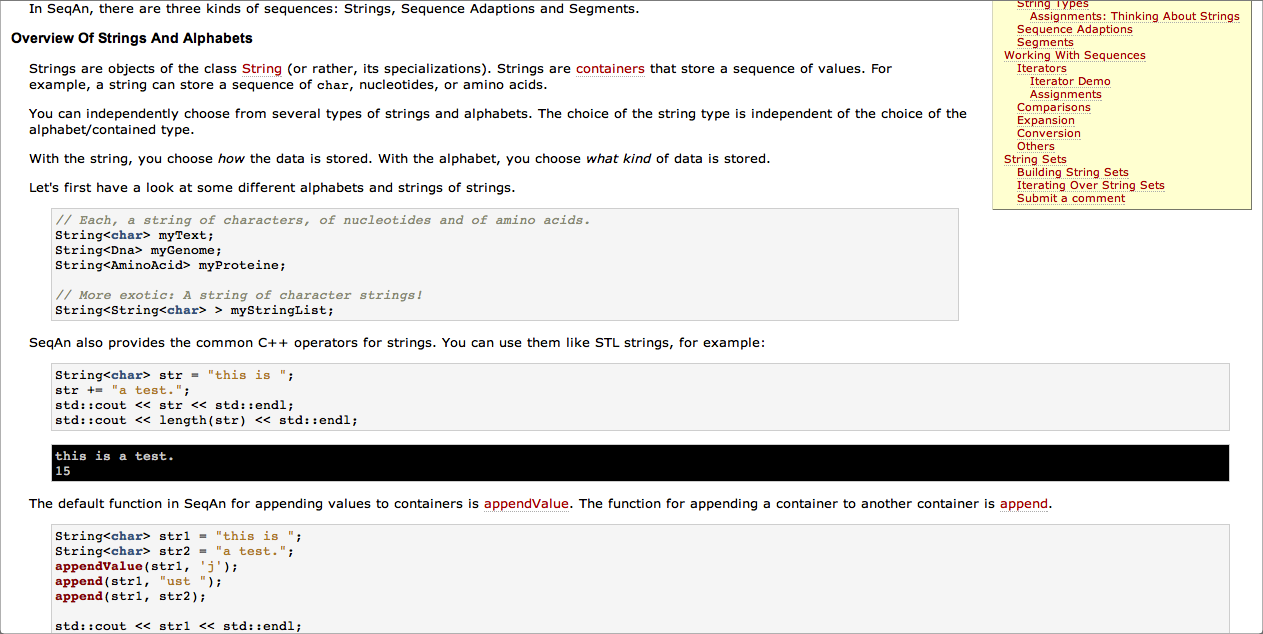 In SeqAn, there are three kinds of sequences: Strings, Sequence Adaptions and Segments.
Overview Of Strings And Alphabets
Strings are objects of the class String (or rather, its specializations). Strings are containers that store a sequence of values. For
example, a string can store a sequence of char, nucleotides, or amino acids.
You can independently choose from several types of strings and alphabets. The choice of the string type is independent of the choice of the
alphabet/contained type.
With the string, you choose how the data is stored. With the alphabet, you choose what kind of data is stored.
Let's first have a look at some different alphabets and strings of strings.
// Each, a string of characters, of nucleotides and of amino acids.
String<char> myText;
String<Dna> myGenome;
String<AminoAcid> myProteine;
// More exotic: A string of character strings!
String<String<char> > myStringList;
SeqAn also provides the common C++ operators for strings. You can use them like STL strings, for example:
String<char> str = "this is ";
str += "a test.";
std::cout << str << std::endl;
std::cout << length(str) << std::endl;
this is a test.
15
The default function in SeqAn for appending values to containers is appendValue. The function for appending a container to another container is append.
String<char> str1 = "this is ";
String<char> str2 = "a test.";
appendValue(str1, 'j');
append(str1, "ust ");
append(str1, str2);
std::cout << str1 << std::endl;
String Types
Assignments: Thinking About Strings
Sequence Adaptions
Segments
Working With Sequences
Iterators
Iterator Demo
Assignments
Comparisons
Expansion
Conversion
Others
String Sets
Building String Sets
Iterating Over String Sets
Submit a comment